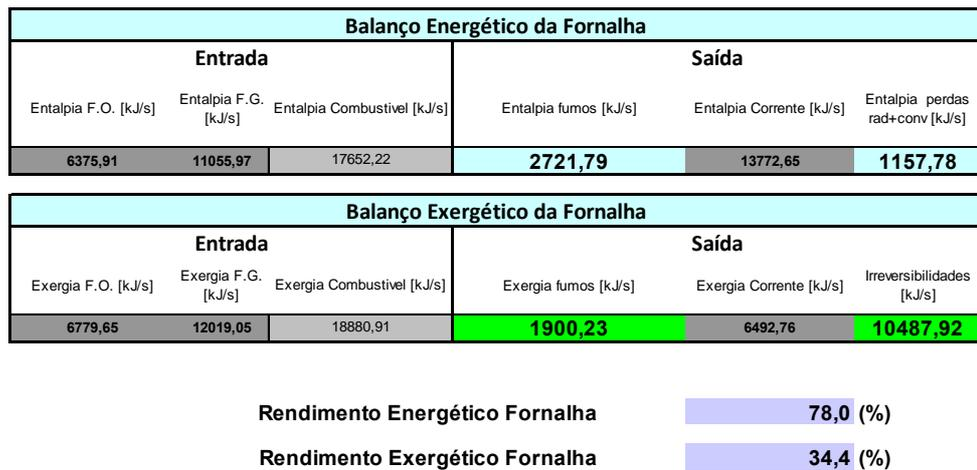 Balanço Energético da Fornalha
Entrada Saída
Entalpia F.O. [kJ/s] Entalpia F.G. [kJ/s] Entalpia Combustivel [kJ/s] Entalpia fumos [kJ/s] Entalpia Corrente [kJ/s] Entalpia perdas rad+conv [kJ/s]
6375,91 11055,97 17652,22 2721,79 13772,65 1157,78
Balanço Exergético da Fornalha
Entrada Saída
Exergia F.O. [kJ/s] Exergia F.G. [kJ/s] Exergia Combustivel [kJ/s] Exergia fumos [kJ/s] Exergia Corrente [kJ/s] Irreversibilidades [kJ/s]
6779,65 12019,05 18880,91 1900,23 6492,76 10487,92
Rendimento Energético Fornalha 78,0 (%)
Rendimento Exergético Fornalha 34,4 (%)